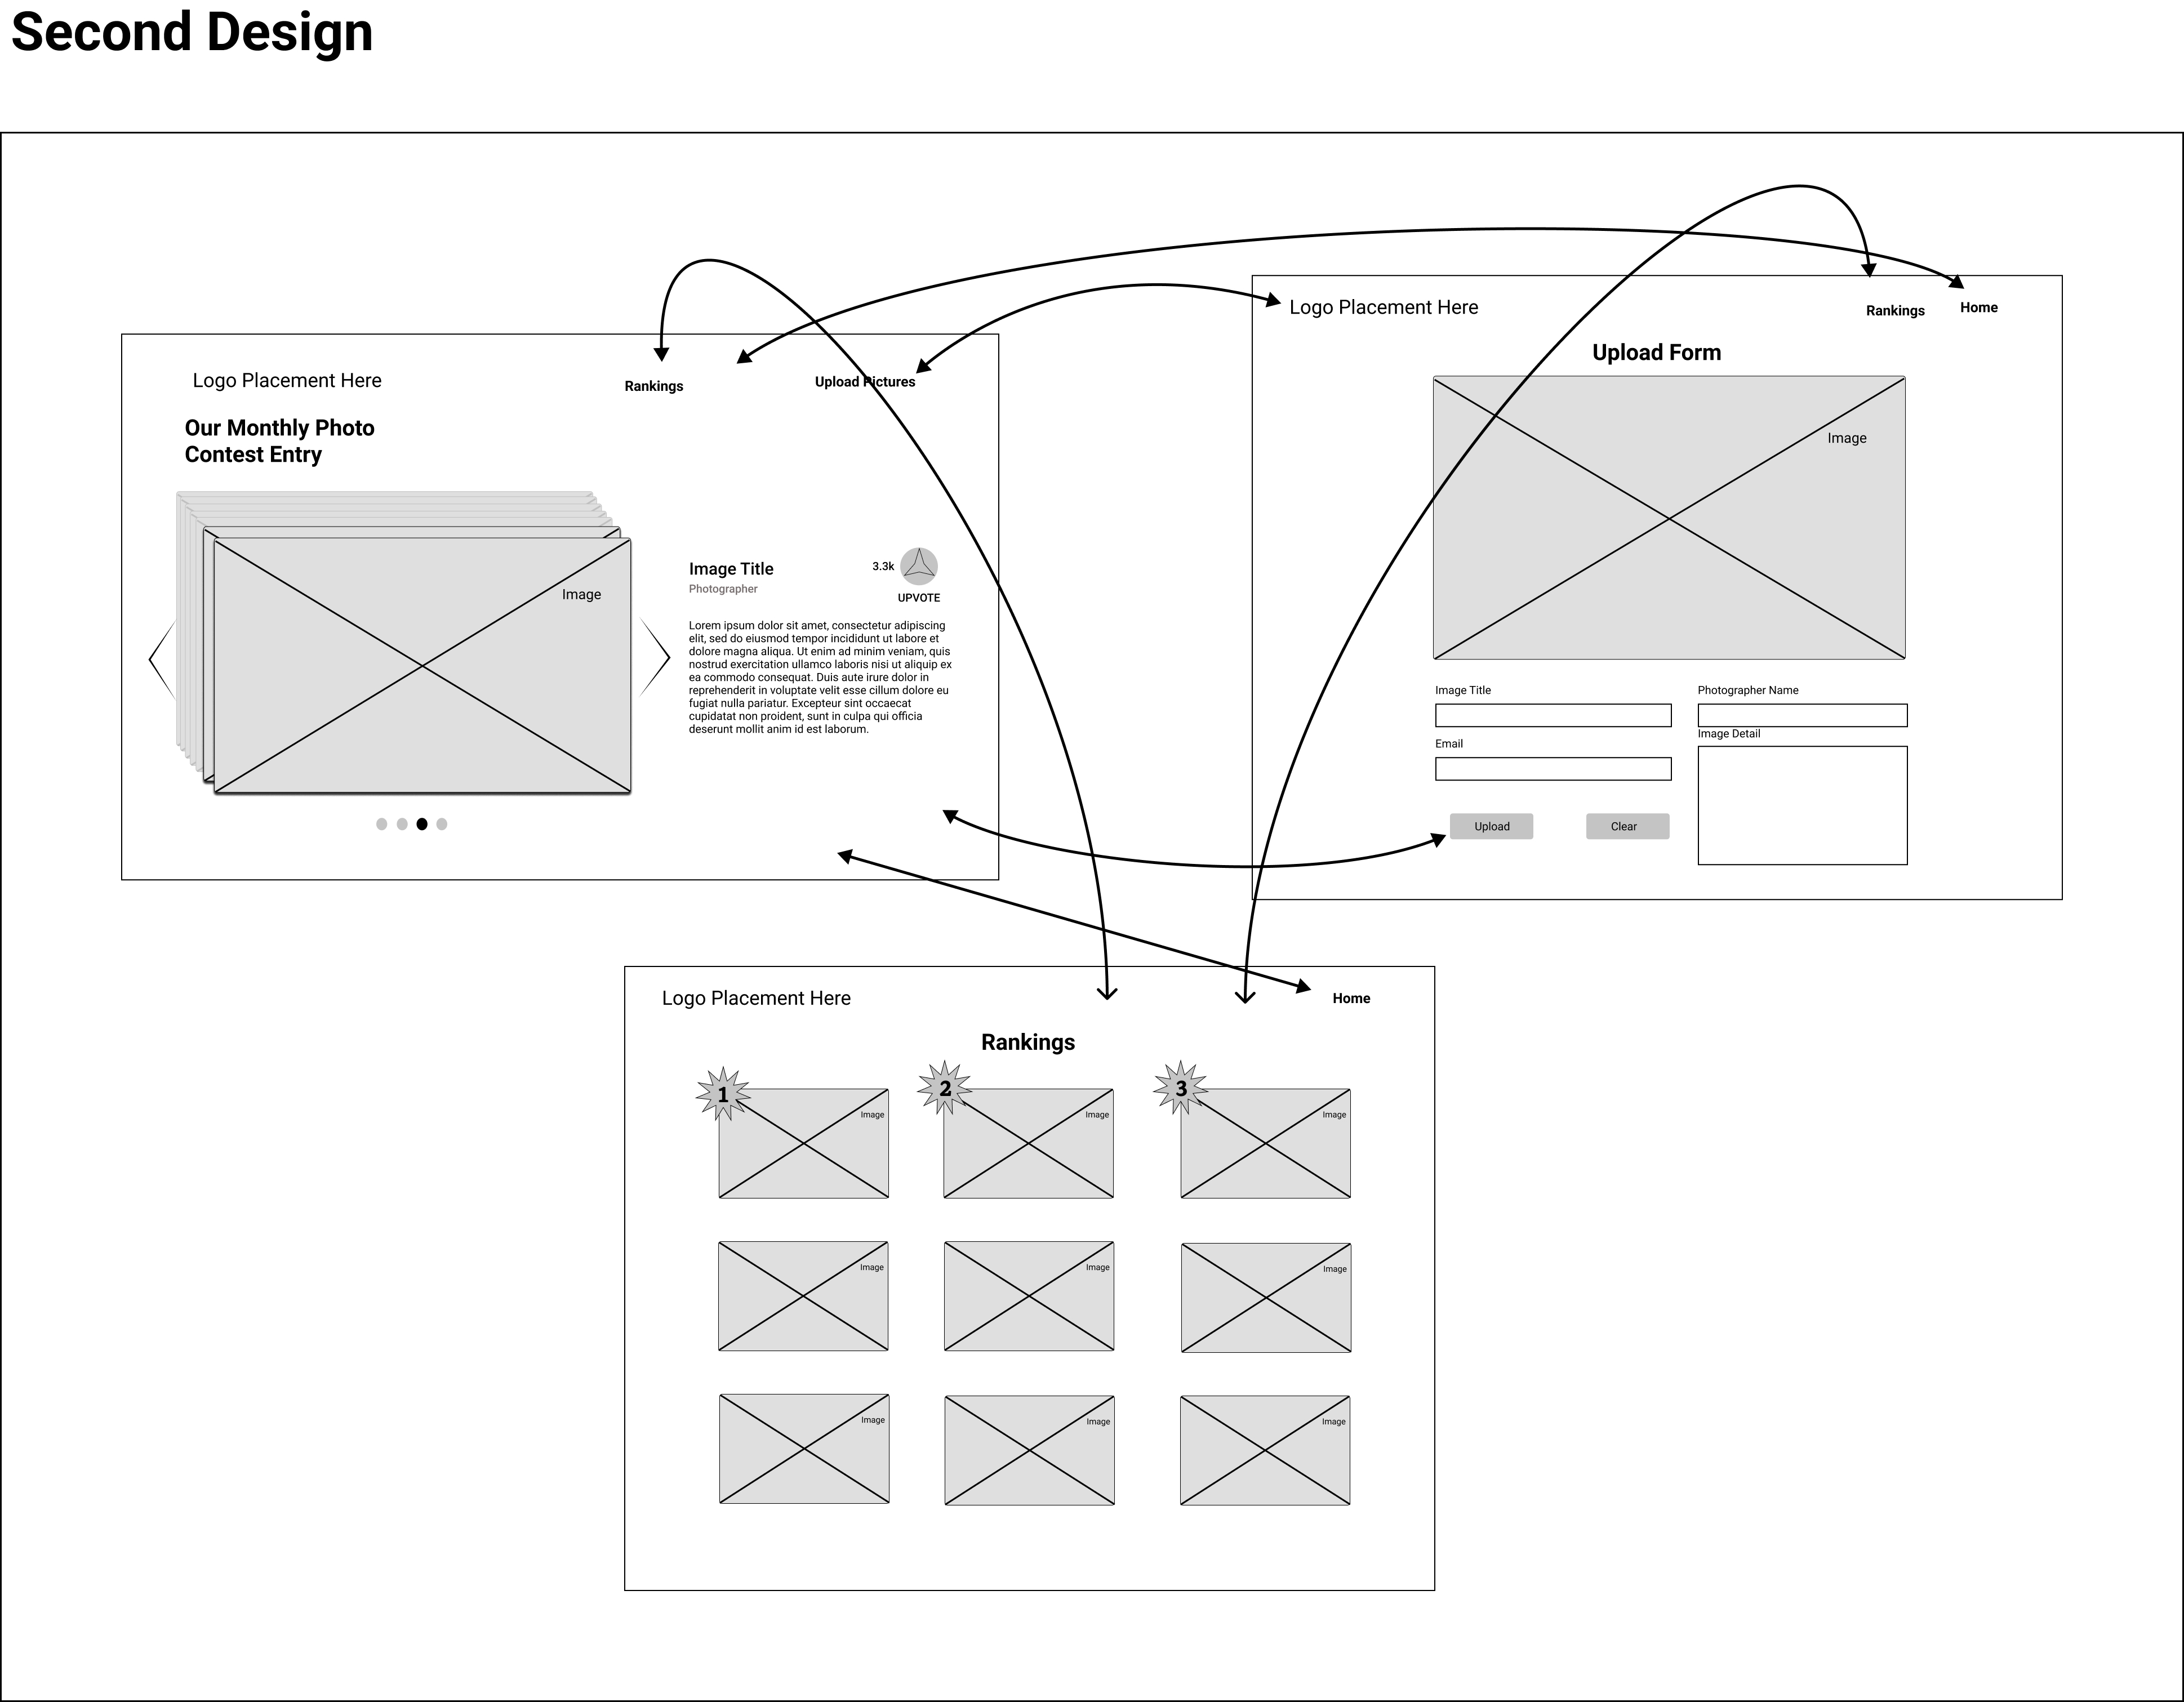 Second Design
Logo Placement Here
Rankings
Upload Pictures
Our Monthly Photo
Contest Entry
Image
Image Title
Photographer
3.3k
UPVOTE
Lorem ipsum dolor sit amet, consectetur adipiscing
elit, sed do eiusmod tempor incididunt ut labore et
dolore magna aliqua. Ut enim ad minim veniam, quis
nostrud exercitation ullamco laboris nisi ut aliquip ex
ea commodo consequat. Duis aute irure dolor in
reprehenderit in voluptate velit esse cillum dolore eu
fugiat nulla pariatur. Excepteur sint occaecat
cupidatat non proident, sunt in culpa qui officia
deserunt mollit anim id est laborum.
Logo Placement Here
Rankings
Home
Upload Form
Image
Image Title
Photographer Name
Email
Image Detail
Upload
Clear
Logo Placement Here
Home
Rankings
1
2
3
Image
Image
Image
Image
Image
Image
Image
Image
Image